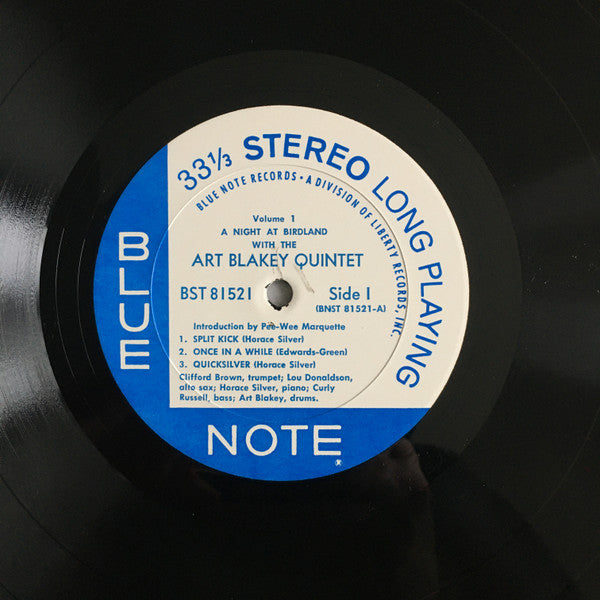 33⅓ STEREO LONG PLAYING
BLUE NOTE RECORDS • A DIVISION OF LIBERTY RECORDS, INC.
Volume 1
A NIGHT AT BIRDLAND
WITH THE
ART BLAKEY QUINTET
BST 81521 Side 1
(BNST 81521-A)
Introduction by Pee-Wee Marquette
1. SPLIT KICK (Horace Silver)
2. ONCE IN A WHILE (Edwards-Green)
3. QUICKSILVER (Horace Silver)
Clifford Brown, trumpet; Lou Donaldson,
alto sax; Horace Silver, piano; Curly
Russell, bass; Art Blakey, drums.
BLUE
NOTE®